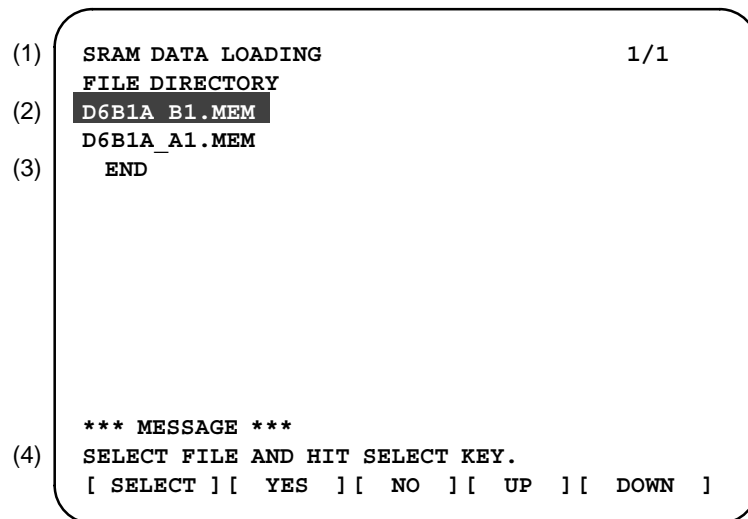 (1) SRAM DATA LOADING 1/1
FILE DIRECTORY
(2) D6B1A_B1.MEM
D6B1A_A1.MEM
(3) END
*** MESSAGE ***
(4) SELECT FILE AND HIT SELECT KEY.
[ SELECT ][ YES ][ NO ][ UP ][ DOWN ]